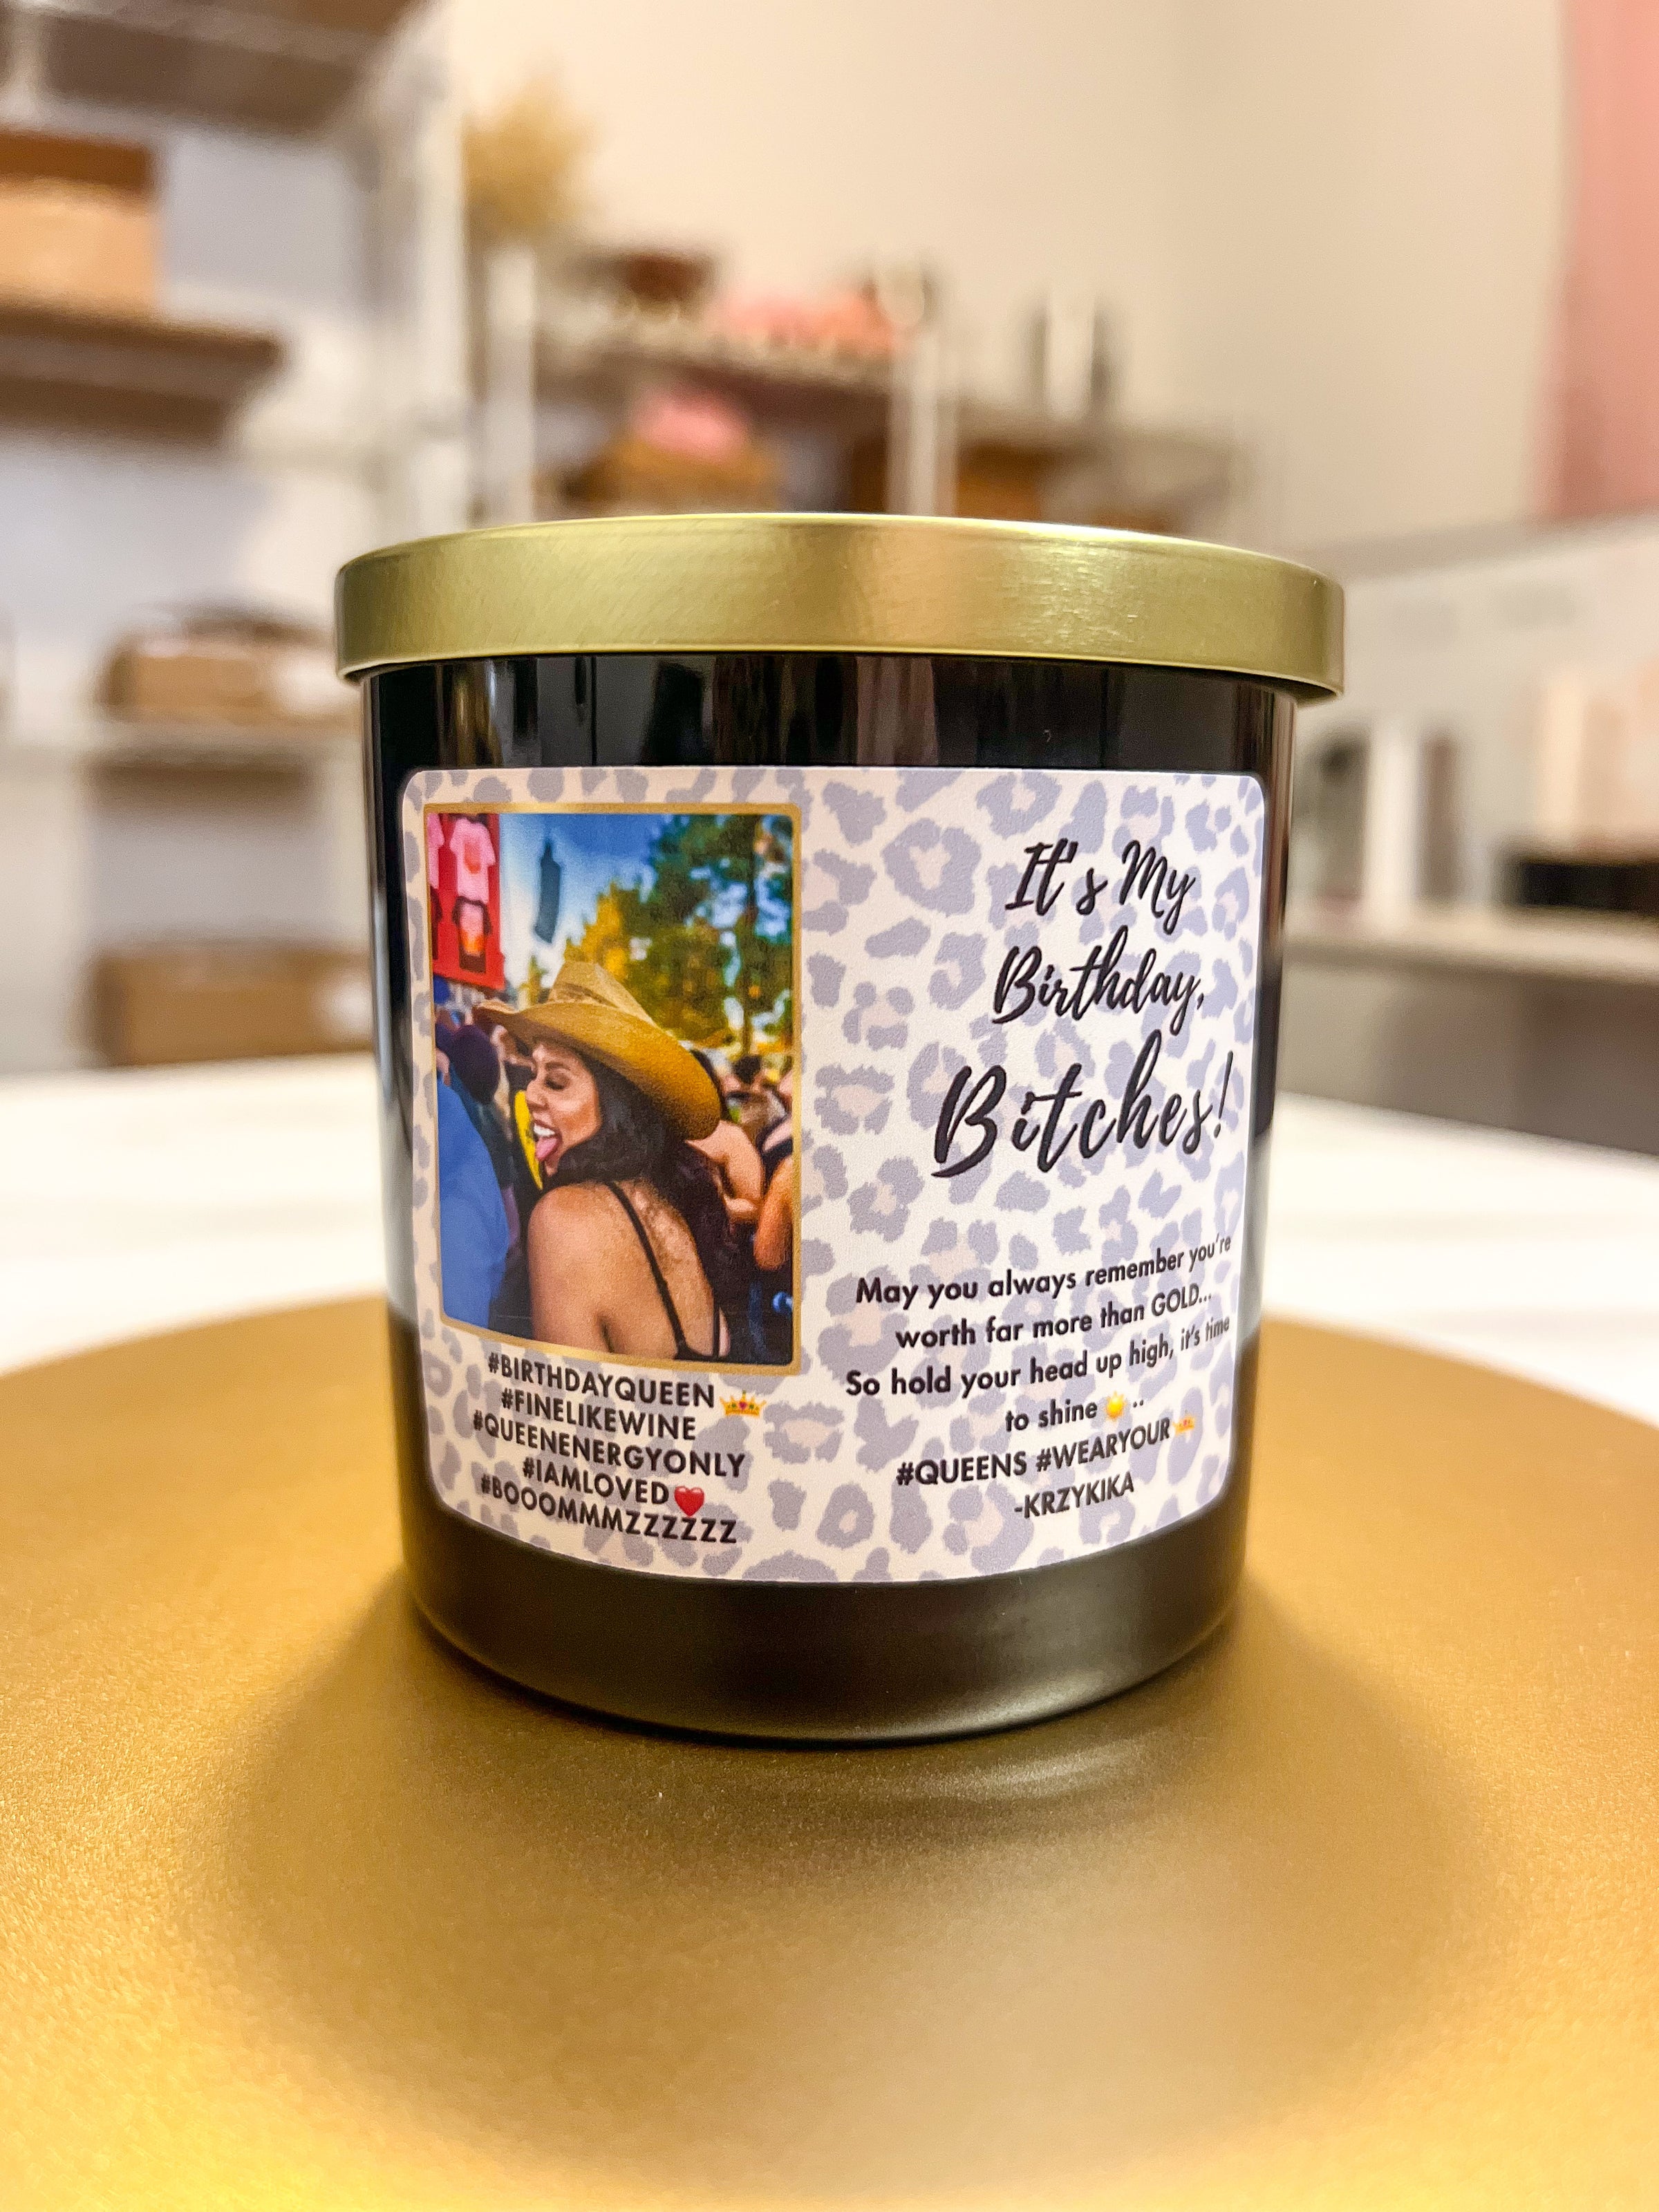 It's My
Birthday,
Bitches!
May you always remember you're
worth far more than GOLD...
So hold your head up high, it's time
to shine 🌟 ..
#QUEENS #WEARYOUR 👑
-KRZYKIKA
#BIRTHDAYQUEEN 👑
#FINELIKEWINE
#QUEENENERGYONLY
#IAMLOVED ❤️
#BOOOMMMZZZZZZ